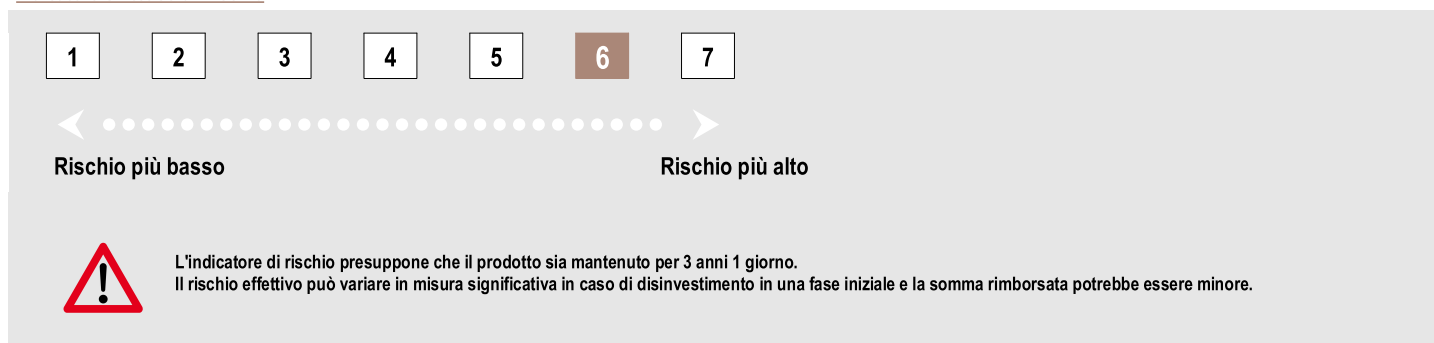 1 2 3 4 5 6 7
Rischio più basso Rischio più alto
L'indicatore di rischio presuppone che il prodotto sia mantenuto per 3 anni 1 giorno.
Il rischio effettivo può variare in misura significativa in caso di disinvestimento in una fase iniziale e la somma rimborsata potrebbe essere minore.